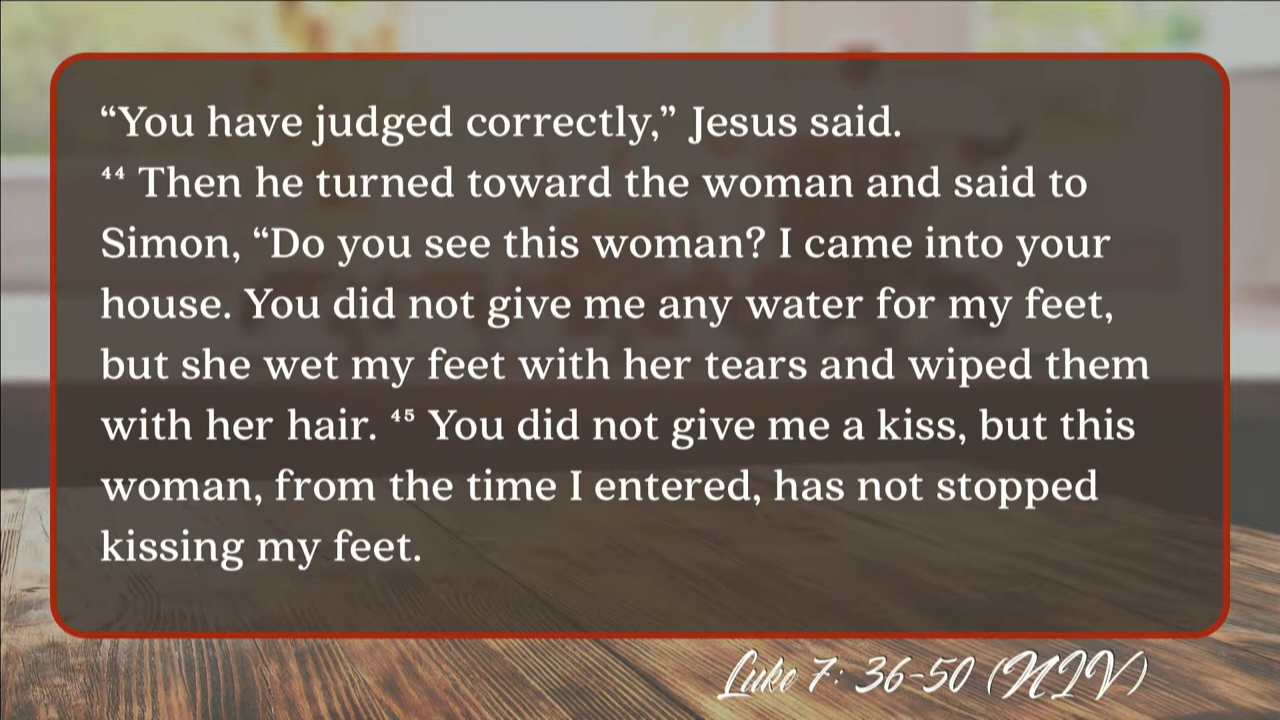 “You have judged correctly,” Jesus said.
⁴⁴ Then he turned toward the woman and said to
Simon, “Do you see this woman? I came into your
house. You did not give me any water for my feet,
but she wet my feet with her tears and wiped them
with her hair. ⁴⁵ You did not give me a kiss, but this
woman, from the time I entered, has not stopped
kissing my feet.
Luke 7: 36-50 (NIV)